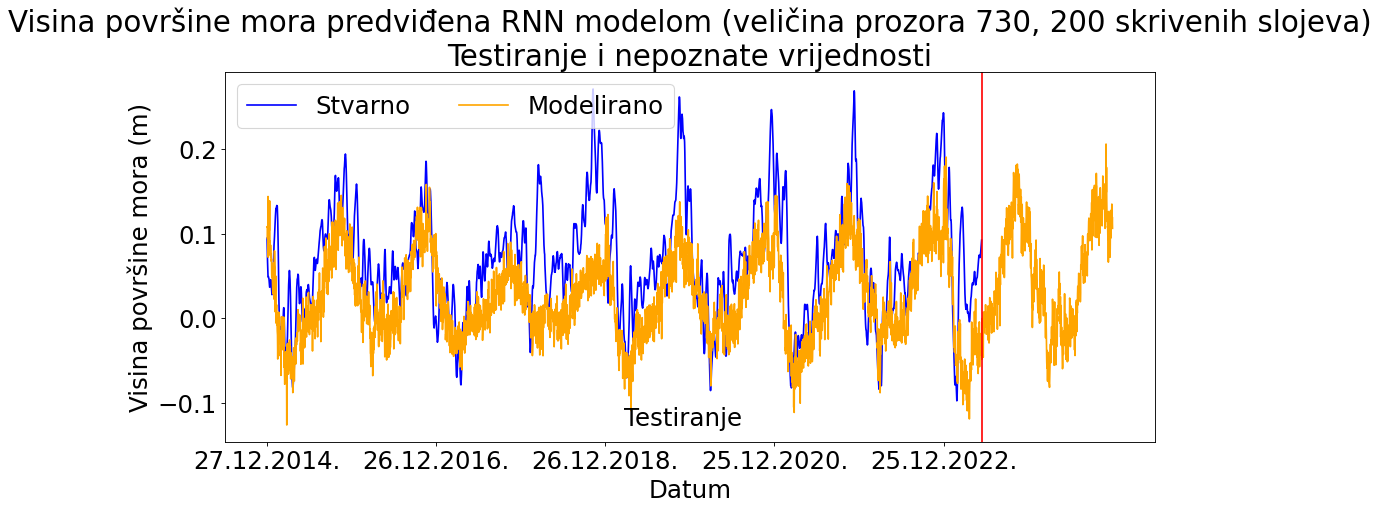 Visina površine mora predviđena RNN modelom (veličina prozora 730, 200 skrivenih slojeva)
Testiranje i nepoznate vrijednosti
Stvarno
Modelirano
Visina površine mora (m)
0.2
0.1
0.0
−0.1
Testiranje
27.12.2014.
26.12.2016.
26.12.2018.
25.12.2020.
25.12.2022.
Datum